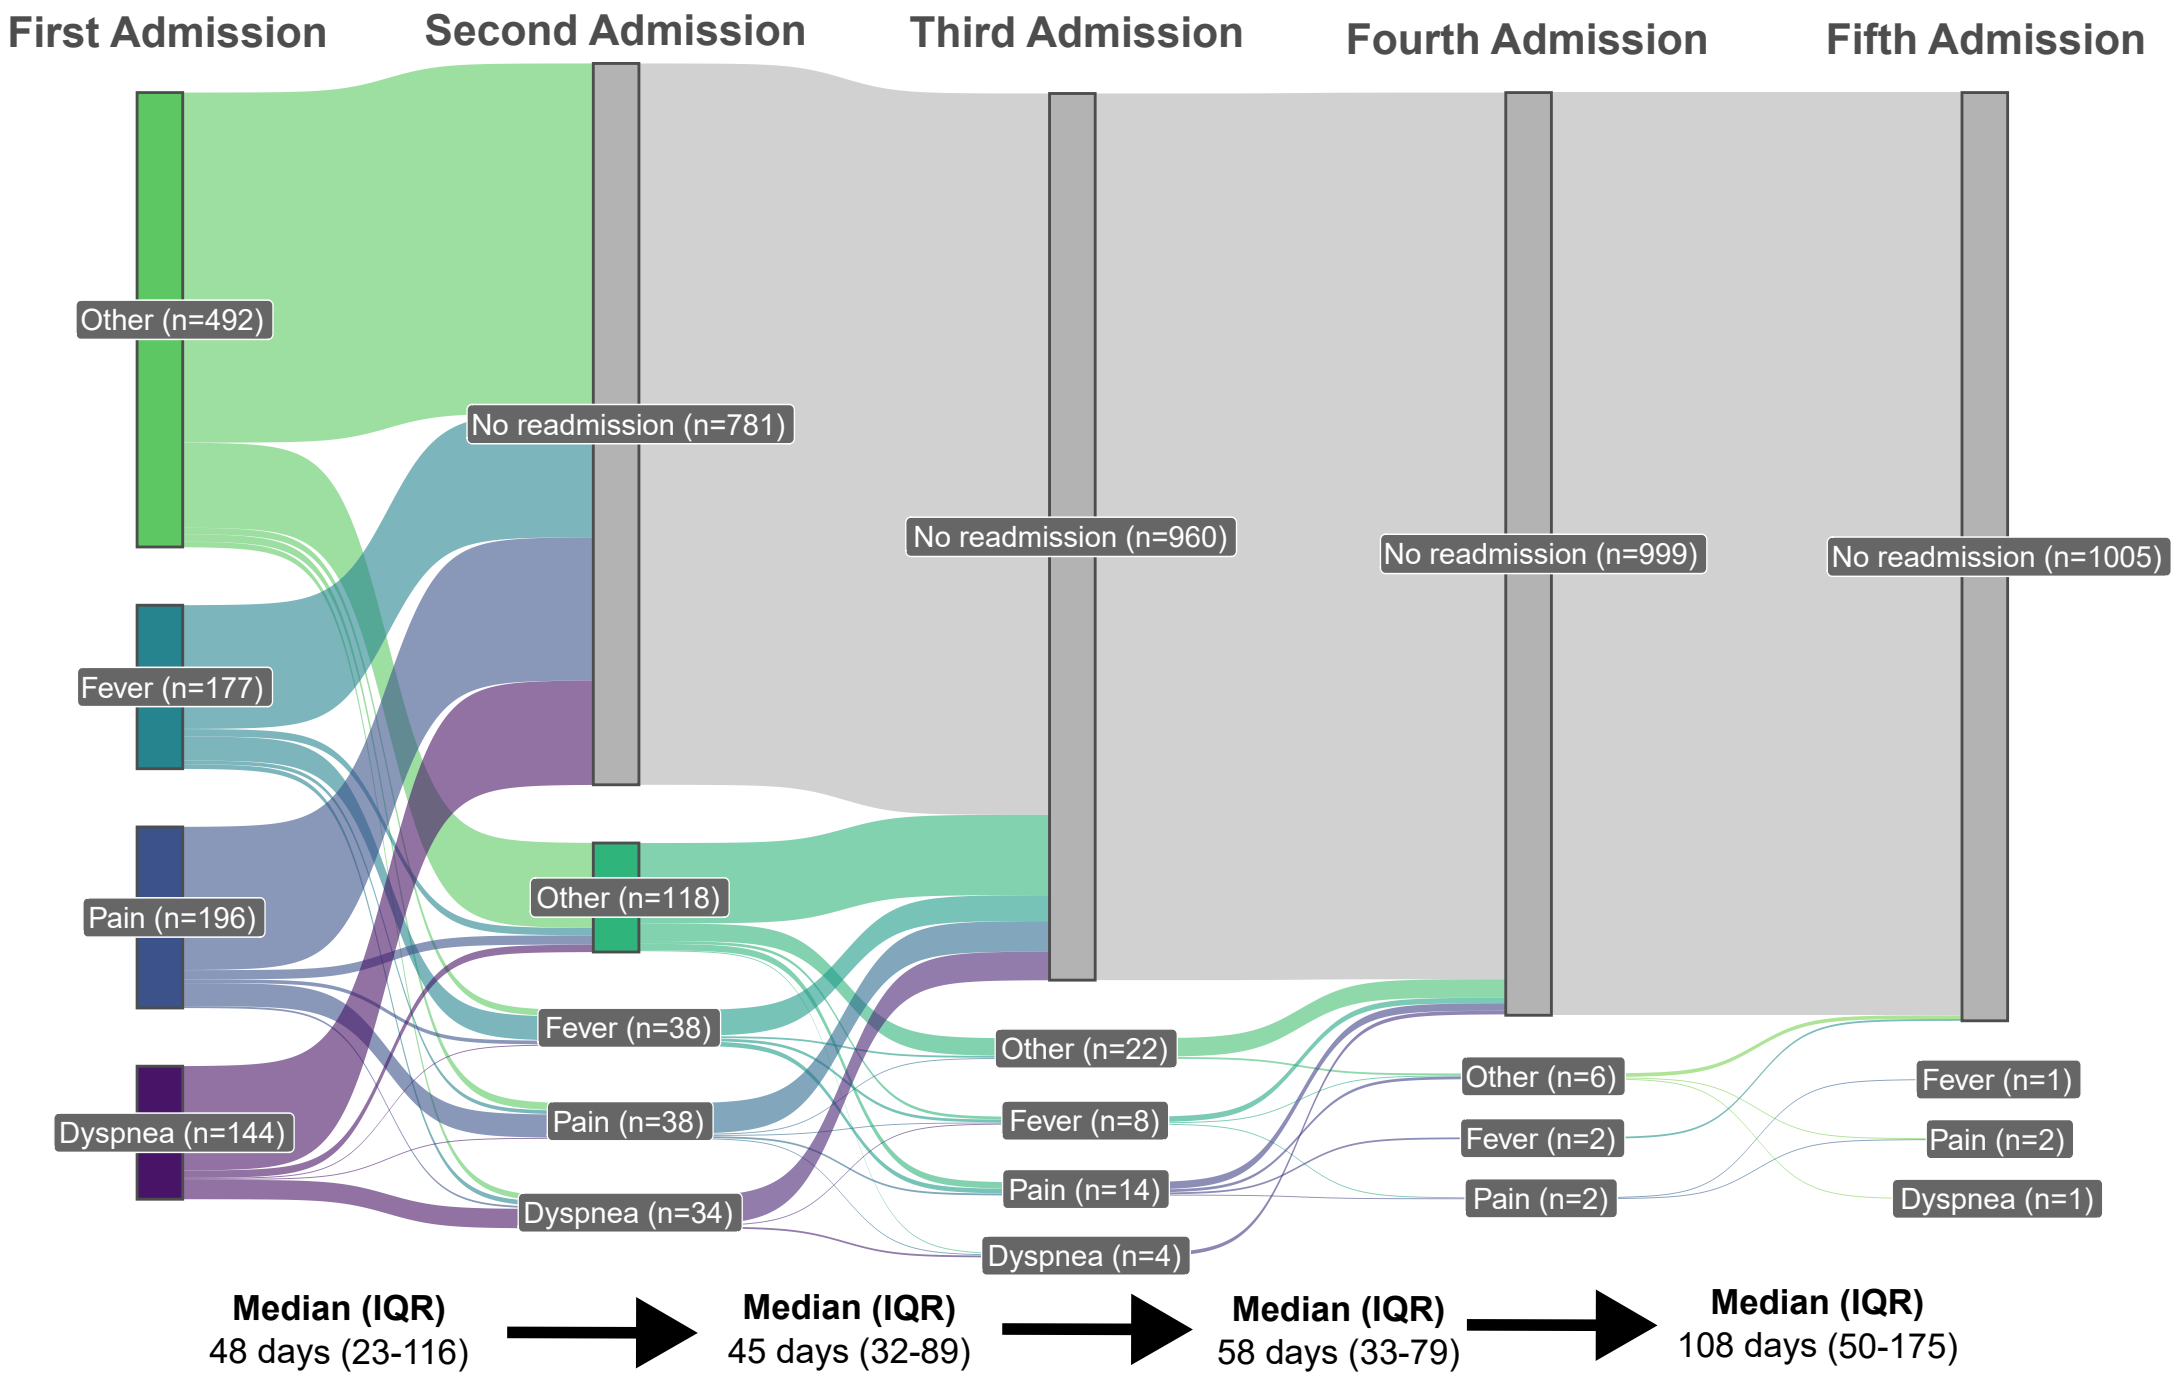 First Admission
Second Admission
Third Admission
Fourth Admission
Fifth Admission
Other (n=492)
Fever (n=177)
Pain (n=196)
Dyspnea (n=144)
No readmission (n=781)
Other (n=118)
Fever (n=38)
Pain (n=38)
Dyspnea (n=34)
No readmission (n=960)
Other (n=22)
Fever (n=8)
Pain (n=14)
Dyspnea (n=4)
No readmission (n=999)
Other (n=6)
Fever (n=2)
Pain (n=2)
No readmission (n=1005)
Fever (n=1)
Pain (n=2)
Dyspnea (n=1)
Median (IQR)
48 days (23-116)
Median (IQR)
45 days (32-89)
Median (IQR)
58 days (33-79)
Median (IQR)
108 days (50-175)